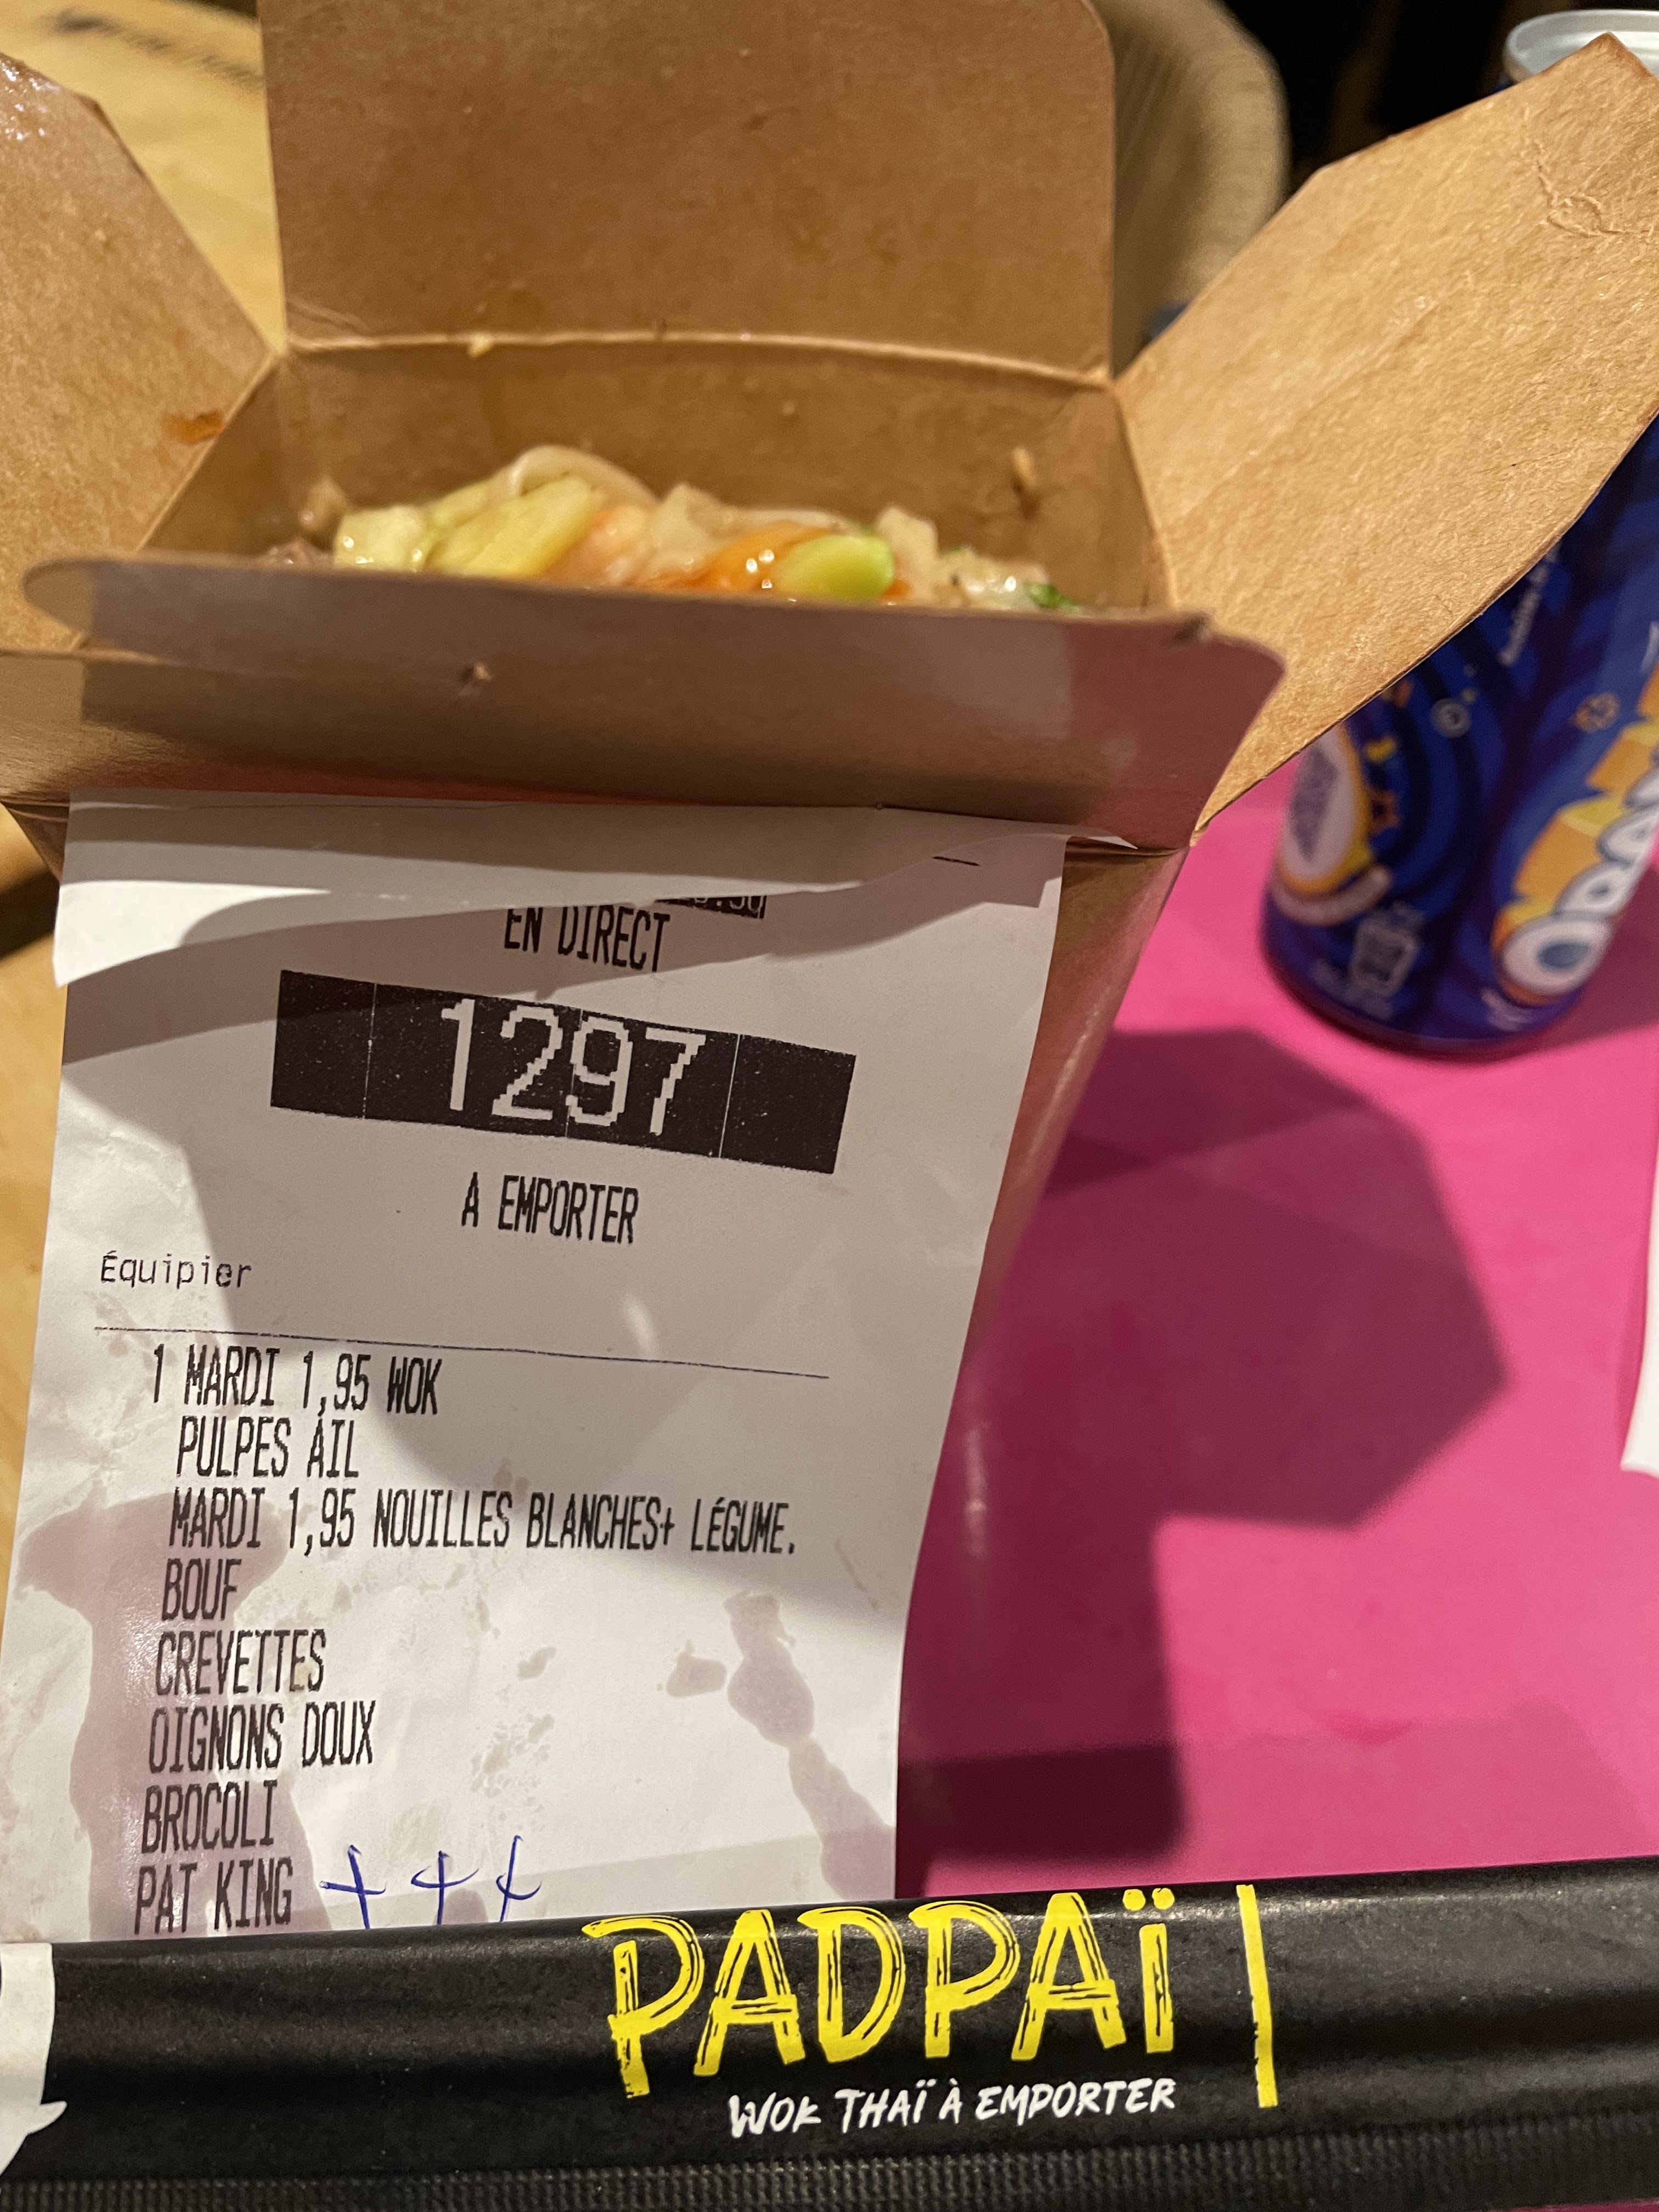 EN DIRECT
1297
A EMPORTER
Équipier
1 MARDI 1,95 WOK
PULPES AIL
MARDI 1,95 NOUILLES BLANCHES+ LÉGUME.
BOUF
CREVETTES
OIGNONS DOUX
BROCOLI
PAT KING +++
PADPAÏ
WOK THAÏ À EMPORTER